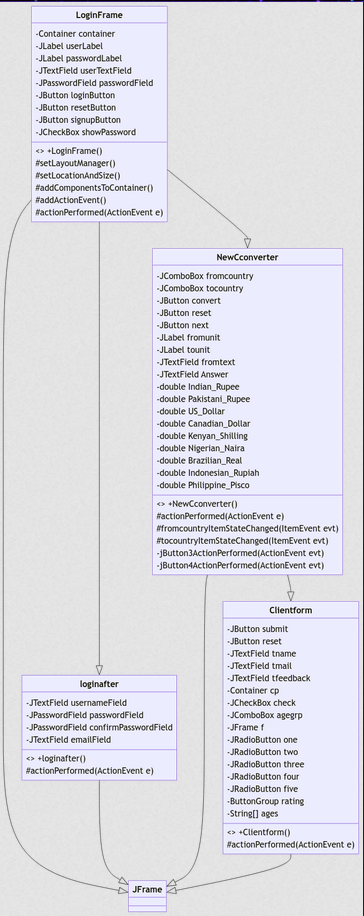 LoginFrame
-Container container
-JLabel userLabel
-JLabel passwordLabel
-JTextField userTextField
-JPasswordField passwordField
-JButton loginButton
-JButton resetButton
-JButton signupButton
-JCheckBox showPassword
<> +LoginFrame()
#setLayoutManager()
#setLocationAndSize()
#addComponentsToContainer()
#addActionEvent()
#actionPerformed(ActionEvent e)
NewCconverter
-JComboBox fromcountry
-JComboBox tocountry
-JButton convert
-JButton reset
-JButton next
-JLabel fromunit
-JLabel tounit
-JTextField fromtext
-JTextField Answer
-double Indian_Rupee
-double Pakistani_Rupee
-double US_Dollar
-double Canadian_Dollar
-double Kenyan_Shilling
-double Nigerian_Naira
-double Brazilian_Real
-double Indonesian_Rupiah
-double Philippine_Pisco
<> +NewCconverter()
#actionPerformed(ActionEvent e)
#fromcountryItemStateChanged(ItemEvent evt)
#tocountryItemStateChanged(ItemEvent evt)
-jButton3ActionPerformed(ActionEvent evt)
-jButton4ActionPerformed(ActionEvent evt)
Clientform
-JButton submit
-JButton reset
-JTextField tname
-JTextField tmail
-JTextField tfeedback
-Container cp
-JCheckBox check
-JComboBox agegrp
-JFrame f
-JRadioButton one
-JRadioButton two
-JRadioButton three
-JRadioButton four
-JRadioButton five
-ButtonGroup rating
-String[] ages
<> +Clientform()
#actionPerformed(ActionEvent e)
loginafter
-JTextField usernameField
-JPasswordField passwordField
-JPasswordField confirmPasswordField
-JTextField emailField
<> +loginafter()
#actionPerformed(ActionEvent e)
JFrame